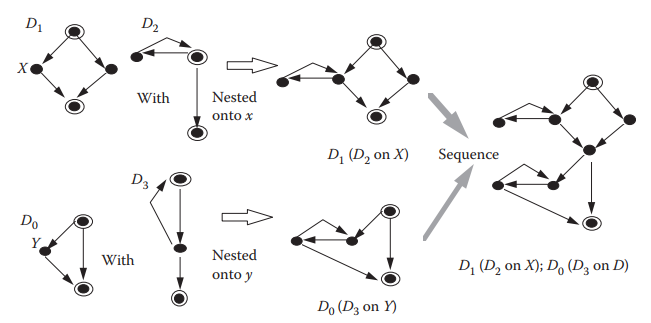 D1
D2
X
With
Nested
onto x
D1 (D2 on X)
Sequence
D3
D0
Y
With
Nested
onto y
D0 (D3 on Y)
D1 (D2 on X); D0 (D3 on D)